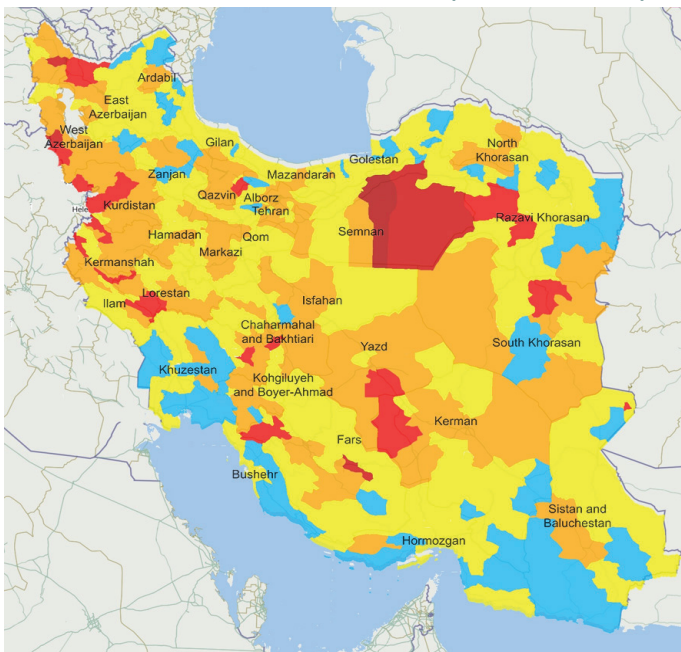 Ardabil
East
Azerbaijan
West
Azerbaijan
Gilan
Golestan
North
Khorasan
Zanjan
Mazandaran
Qazvin
Alborz
Tehran
Kurdistan
Razavi Khorasan
Hamadan
Qom
Semnan
Markazi
Kermanshah
Lorestan
Ilam
Isfahan
Chaharmahal
and Bakhtiari
Yazd
South Khorasan
Khuzestan
Kohgiluyeh
and Boyer-Ahmad
Kerman
Fars
Bushehr
Sistan and
Baluchestan
Hormozgan